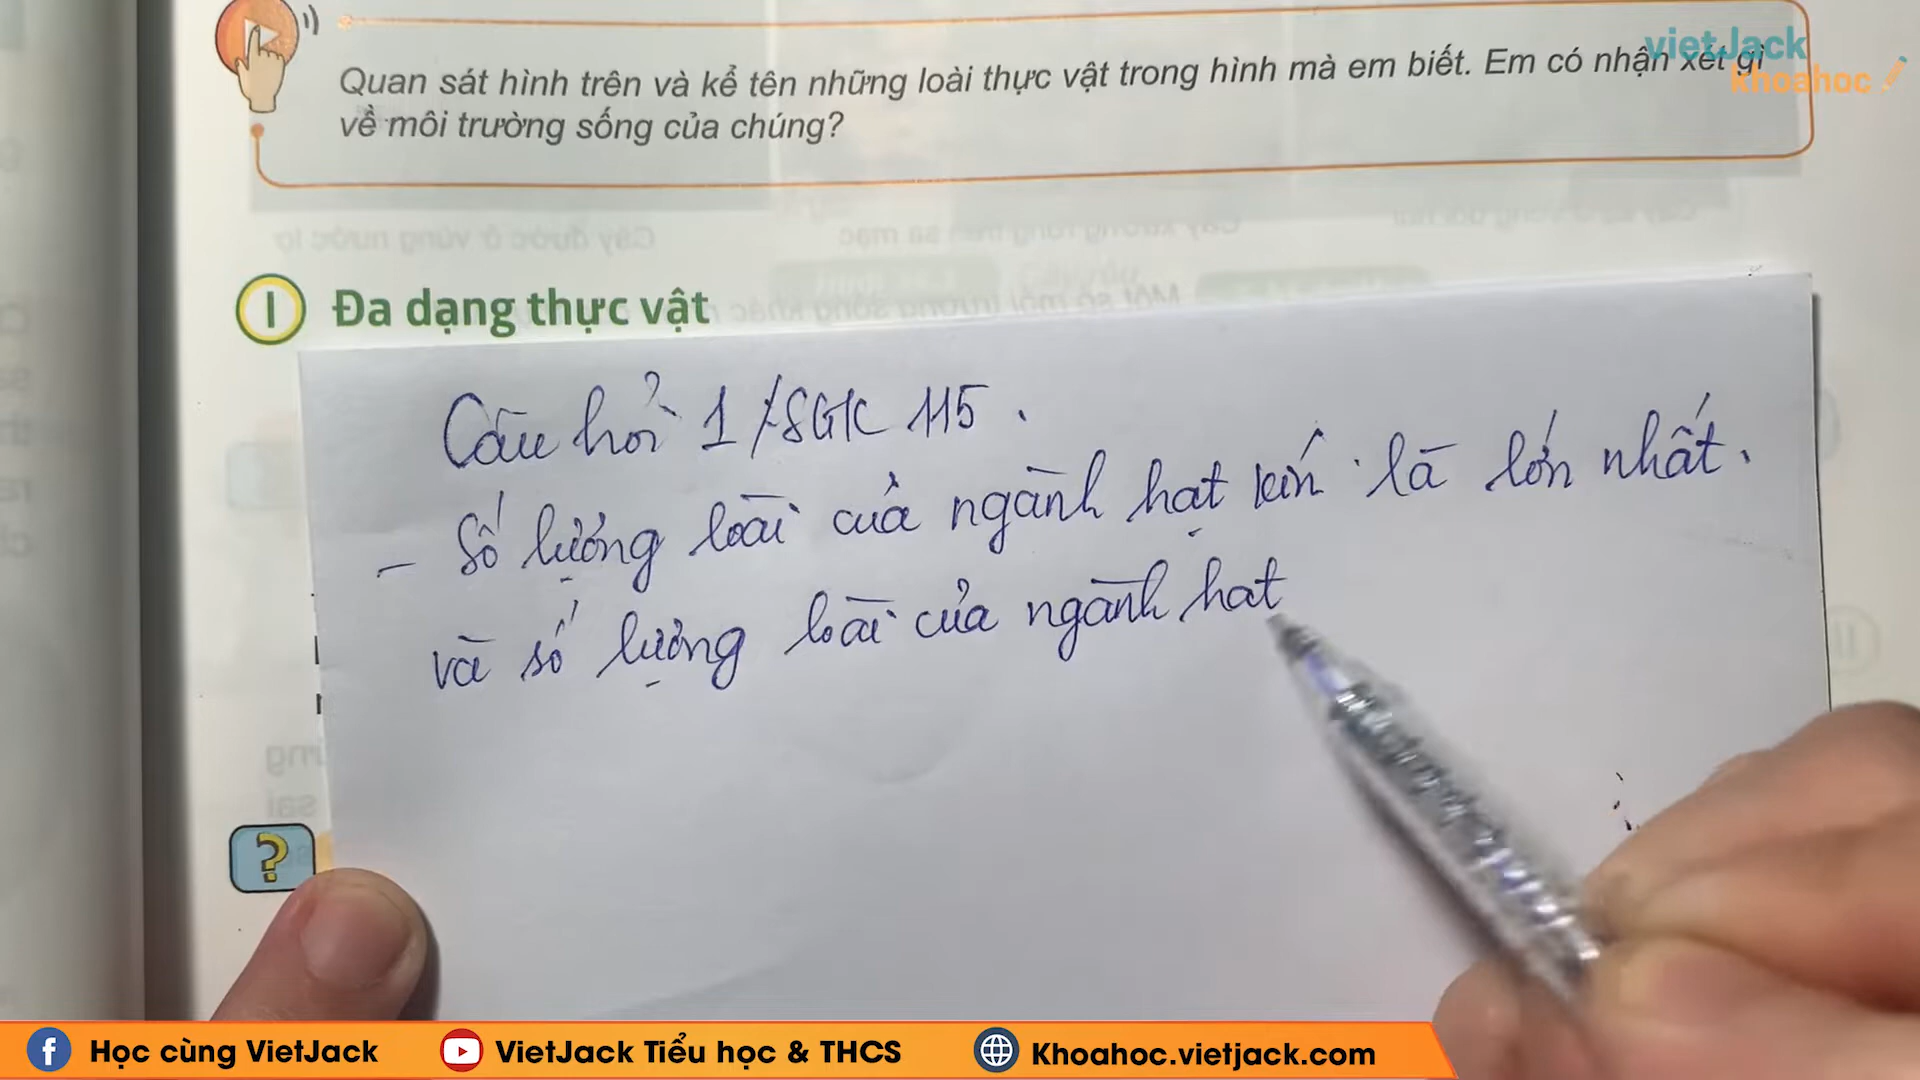 vietJack
khoahoc
Quan sát hình trên và kể tên những loài thực vật trong hình mà em biết. Em có nhận xét gì
về môi trường sống của chúng?
I Đa dạng thực vật
Câu hỏi 1/SGK 115.
- Số lượng loài của ngành hạt kín là lớn nhất.
và số lượng loài của ngành hat
?
Học cùng VietJack
VietJack Tiểu học & THCS
Khoahoc.vietjack.com